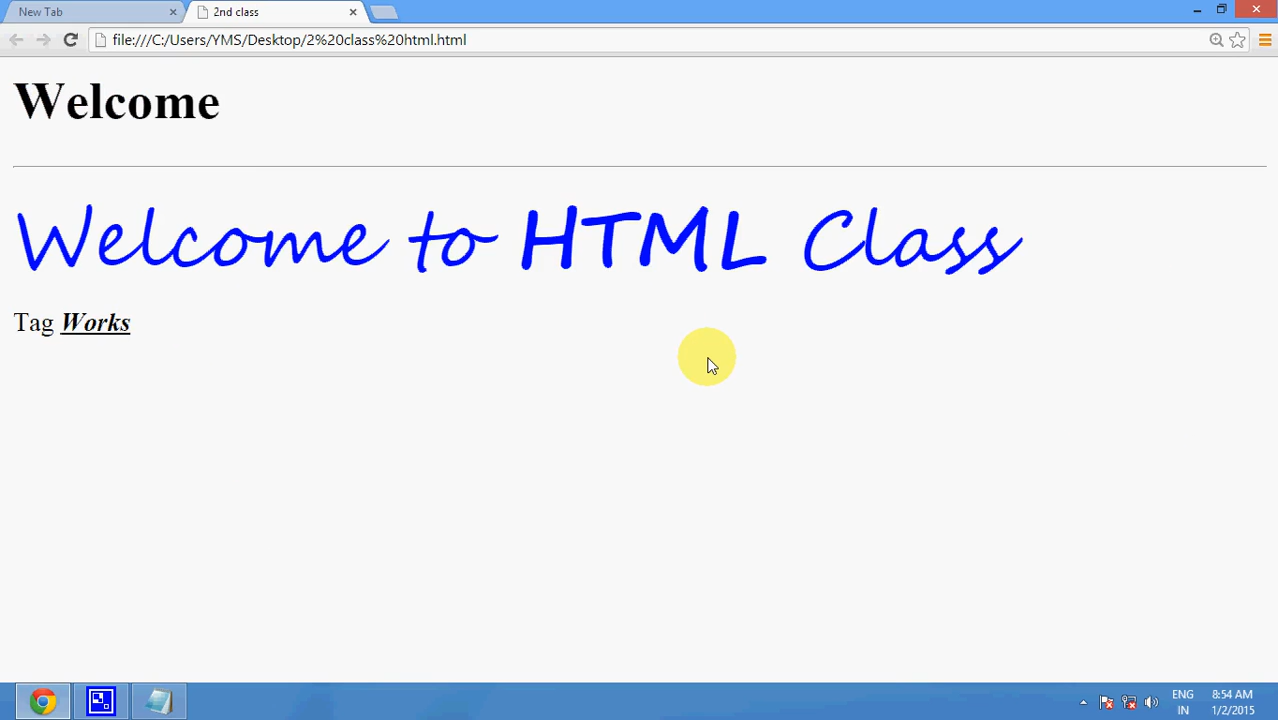 New Tab
2nd class
file:///C:/Users/YMS/Desktop/2%20class%20html.html
Welcome
Welcome to HTML Class
Tag Works
ENG 8:54 AM
IN 1/2/2015